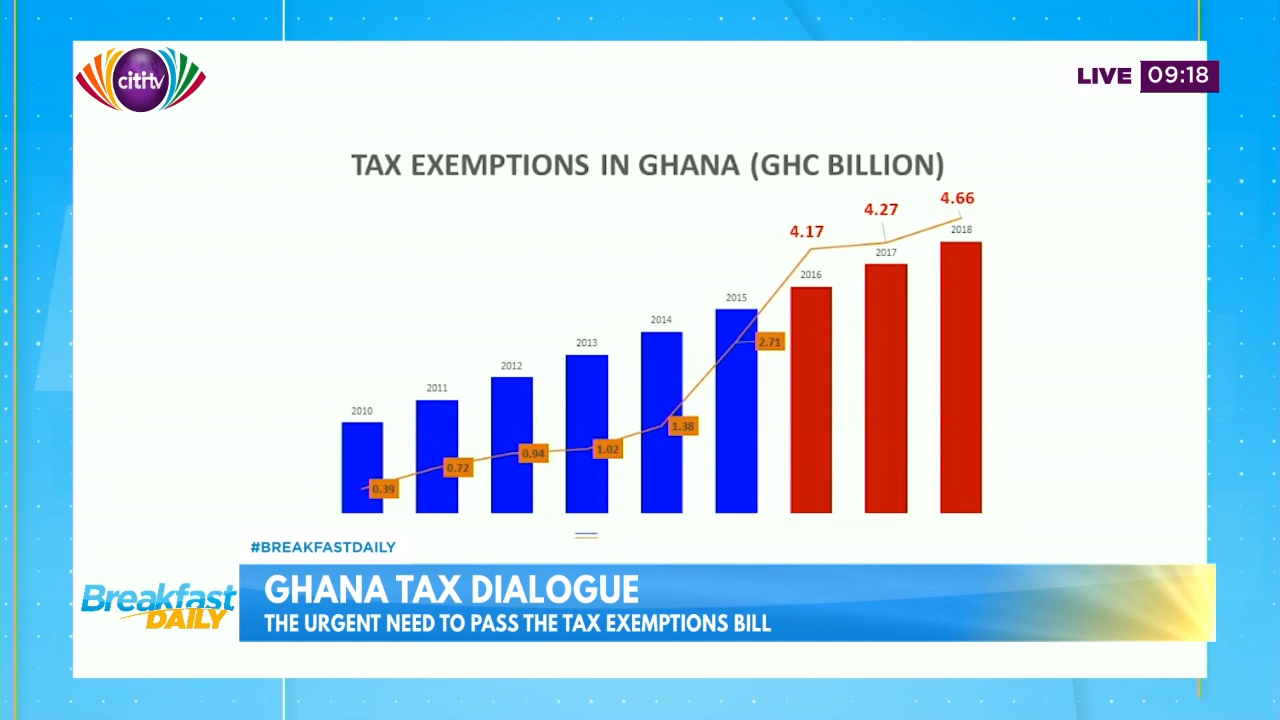 citi tv
LIVE 09:18
TAX EXEMPTIONS IN GHANA (GHC BILLION)
4.66
4.27
4.17
2018
2017
2016
2015
2014
2013
2012
2011
2010
2.71
1.38
1.02
0.94
0.72
0.39
#BREAKFASTDAILY
Breakfast
DAILY
GHANA TAX DIALOGUE
THE URGENT NEED TO PASS THE TAX EXEMPTIONS BILL